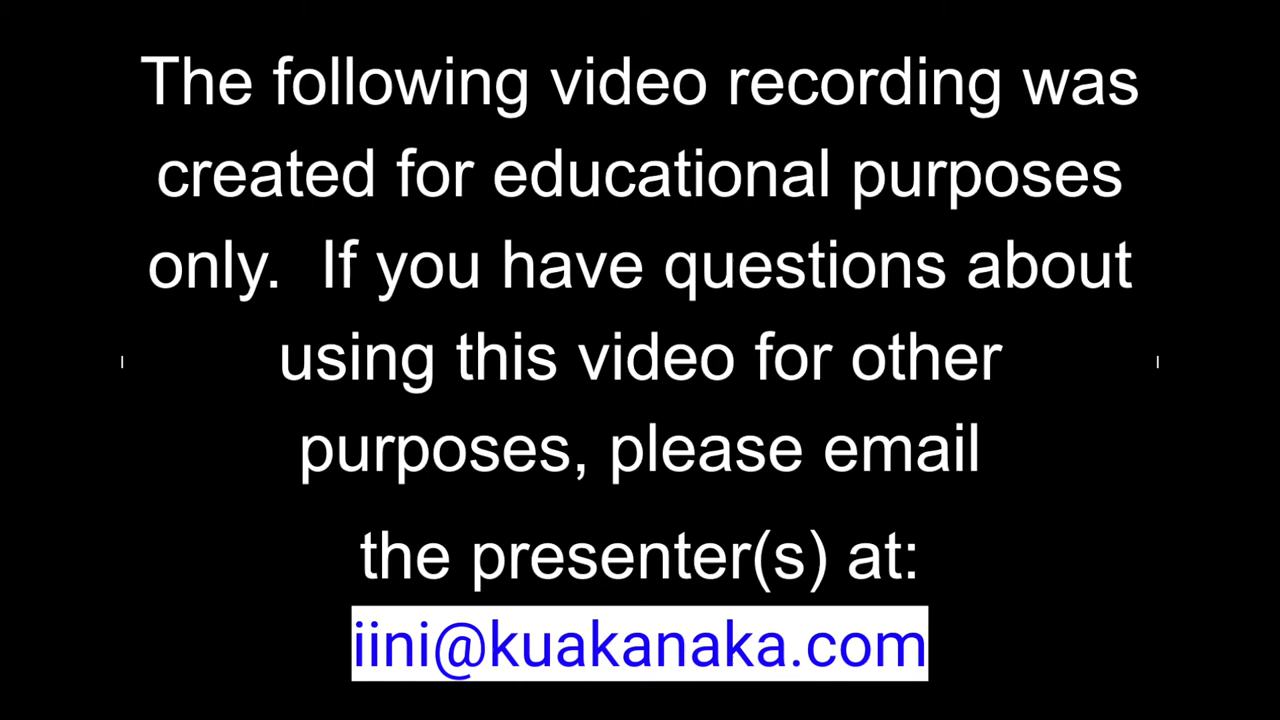 The following video recording was
created for educational purposes
only.  If you have questions about
using this video for other
purposes, please email
the presenter(s) at:
iini@kuakanaka.com